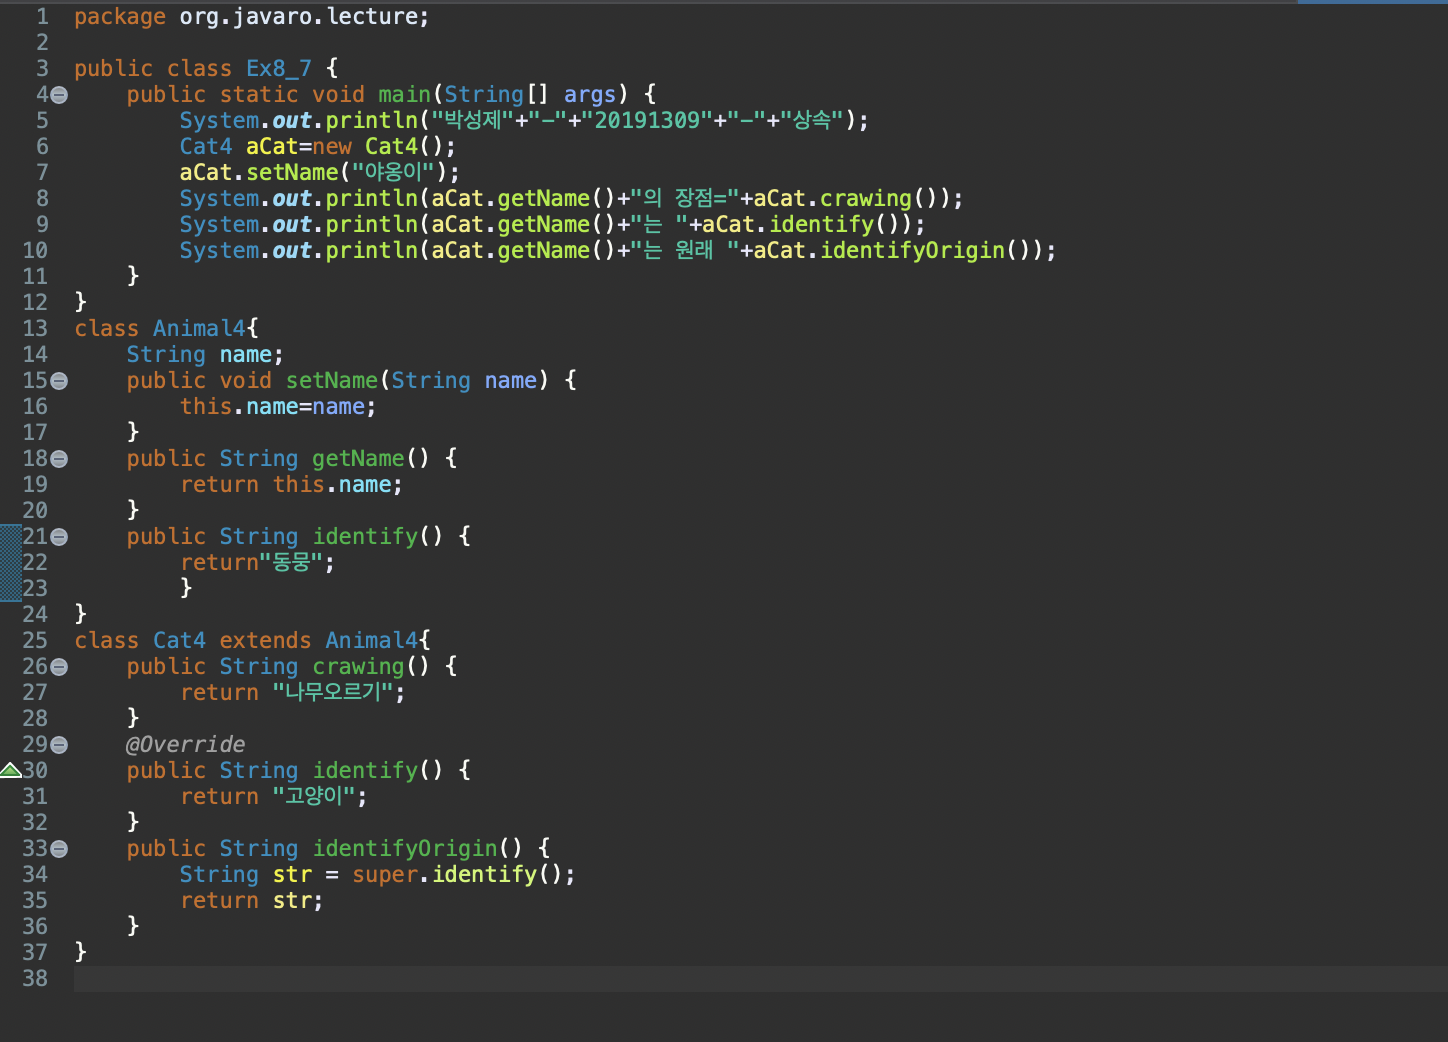 1 package org.javaro.lecture;
2
3 public class Ex8_7 {
4 public static void main(String[] args) {
5 System.out.println("박성제"+"-"+"20191309"+"-"+"상속");
6 Cat4 aCat=new Cat4();
7 aCat.setName("야옹이");
8 System.out.println(aCat.getName()+"의 장점="+aCat.crawing());
9 System.out.println(aCat.getName()+"는 "+aCat.identify());
10 System.out.println(aCat.getName()+"는 원래 "+aCat.identifyOrigin());
11 }
12 }
13 class Animal4{
14 String name;
15 public void setName(String name) {
16 this.name=name;
17 }
18 public String getName() {
19 return this.name;
20 }
21 public String identify() {
22 return"동뭉";
23 }
24 }
25 class Cat4 extends Animal4{
26 public String crawing() {
27 return "나무오르기";
28 }
29 @Override
30 public String identify() {
31 return "고양이";
32 }
33 public String identifyOrigin() {
34 String str = super.identify();
35 return str;
36 }
37 }
38